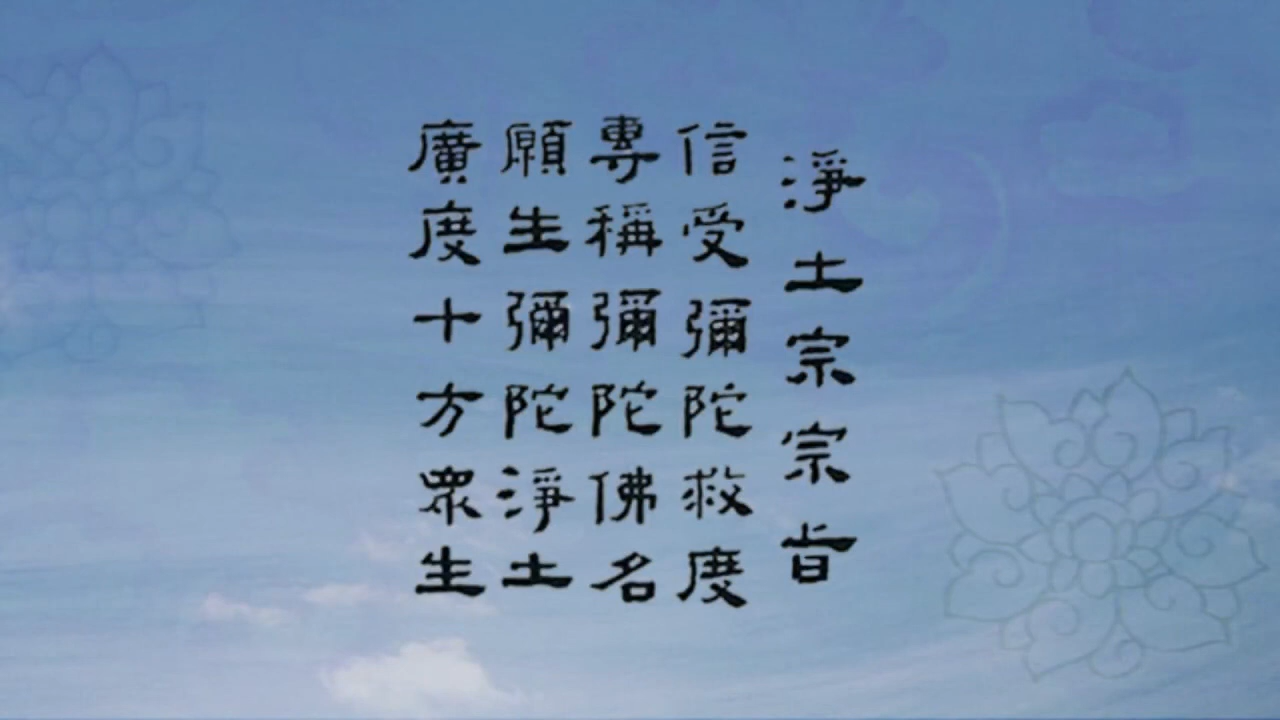 淨土宗宗旨
信受彌陀救度
專稱彌陀佛名
願生彌陀淨土
廣度十方眾生